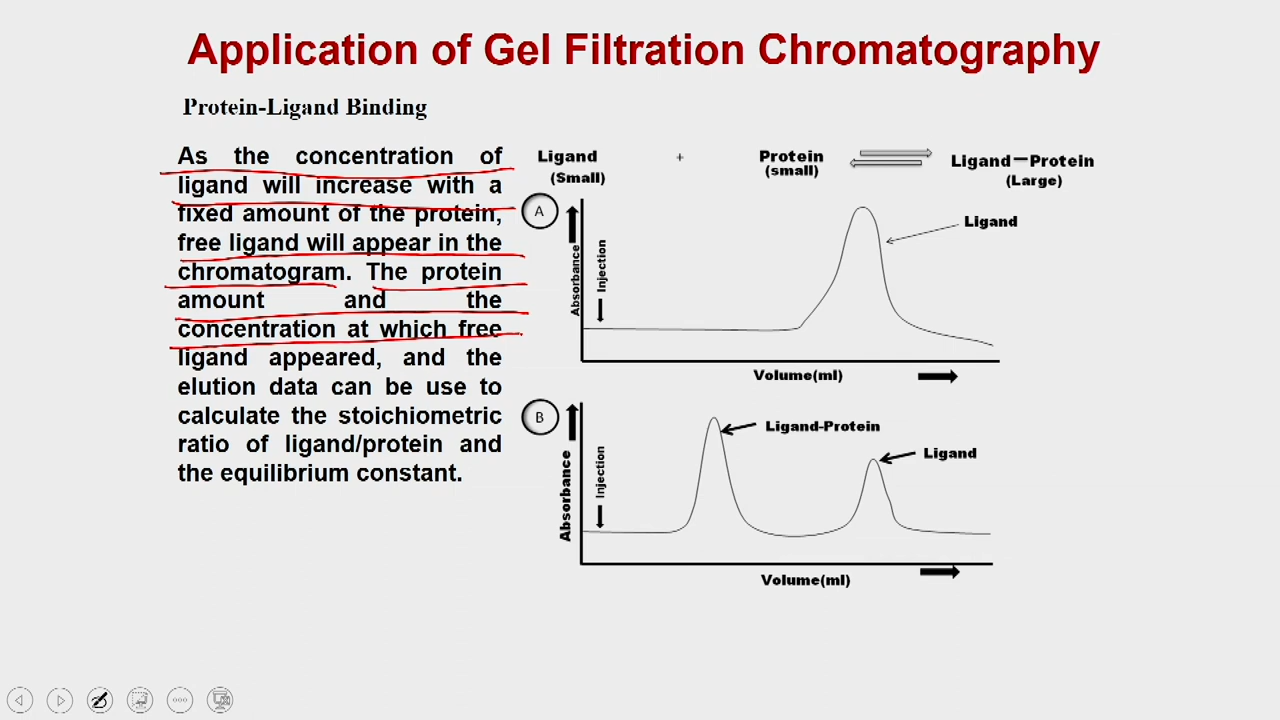 Application of Gel Filtration Chromatography
Protein-Ligand Binding
As the concentration of
ligand will increase with a
fixed amount of the protein,
free ligand will appear in the
chromatogram. The protein
amount and the
concentration at which free
ligand appeared, and the
elution data can be use to
calculate the stoichiometric
ratio of ligand/protein and
the equilibrium constant.
Ligand + Protein Ligand-Protein
(Small) (small) (Large)
A
Absorbance
Injection
Ligand
Volume(ml)
B
Absorbance
Injection
Ligand-Protein
Ligand
Volume(ml)